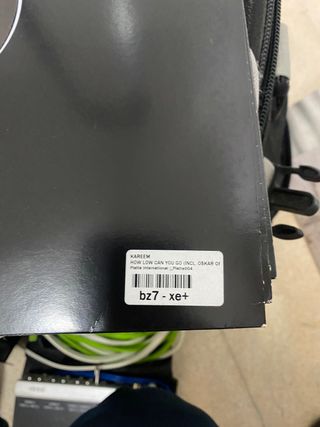 KAREEM
HOW LOW CAN YOU GO (INCL. OSKAR OF
Platte International |_Platte004
bz7 - xe+